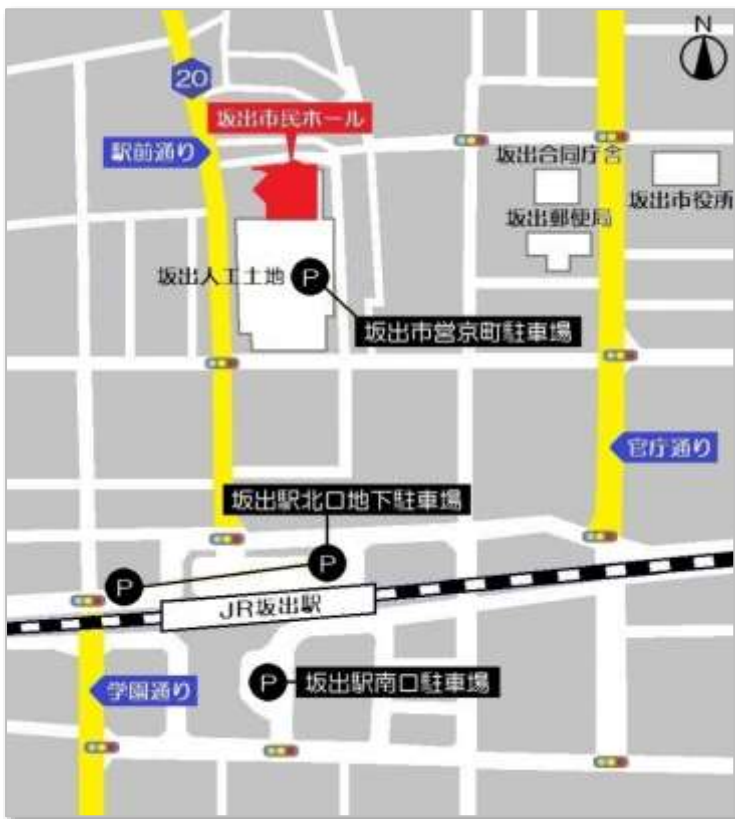 N
20
坂出市民ホール
駅前通り
坂出合同庁舎
坂出市役所
坂出郵便局
坂出人工土地
P
坂出市営京町駐車場
官庁通り
坂出駅北口地下駐車場
P
P
JR坂出駅
学園通り
P
坂出駅南口駐車場